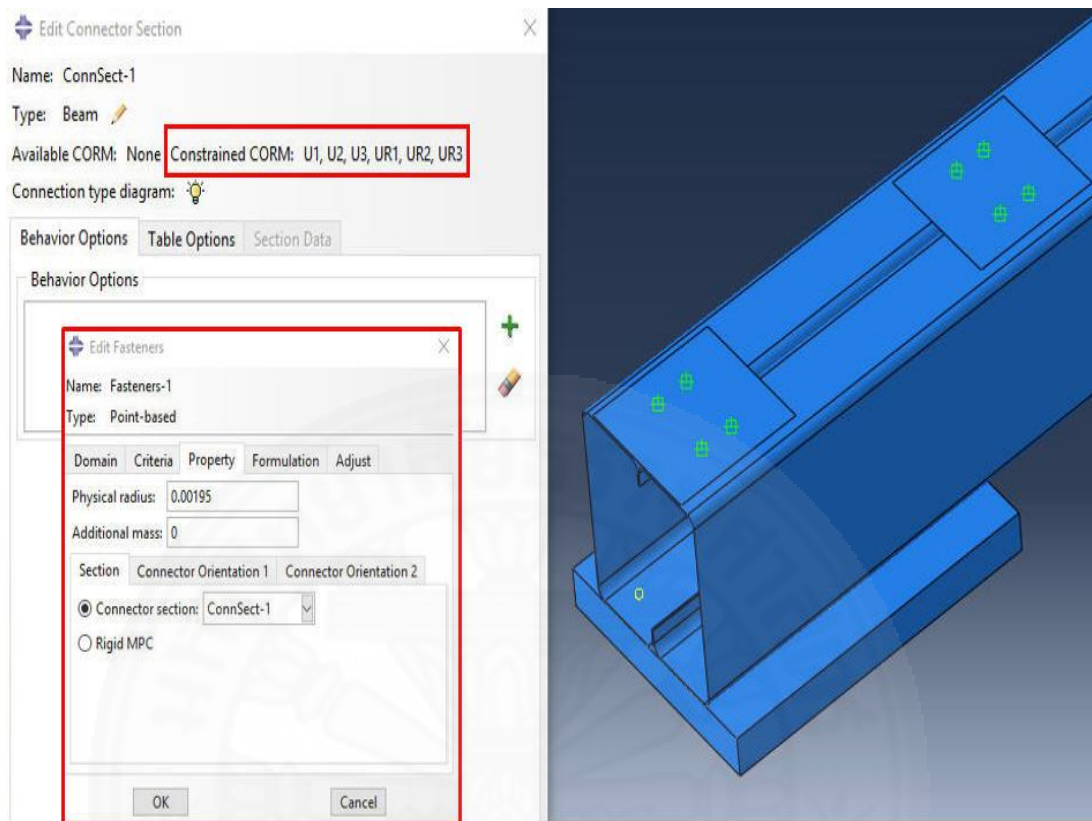 Edit Connector Section
Name: ConnSect-1
Type: Beam
Available CORM: None Constrained CORM: U1, U2, U3, UR1, UR2, UR3
Connection type diagram:
Behavior Options Table Options Section Data
Behavior Options
Edit Fasteners
Name: Fasteners-1
Type: Point-based
Domain Criteria Property Formulation Adjust
Physical radius: 0.00195
Additional mass: 0
Section Connector Orientation 1 Connector Orientation 2
Connector section: ConnSect-1
Rigid MPC
OK Cancel